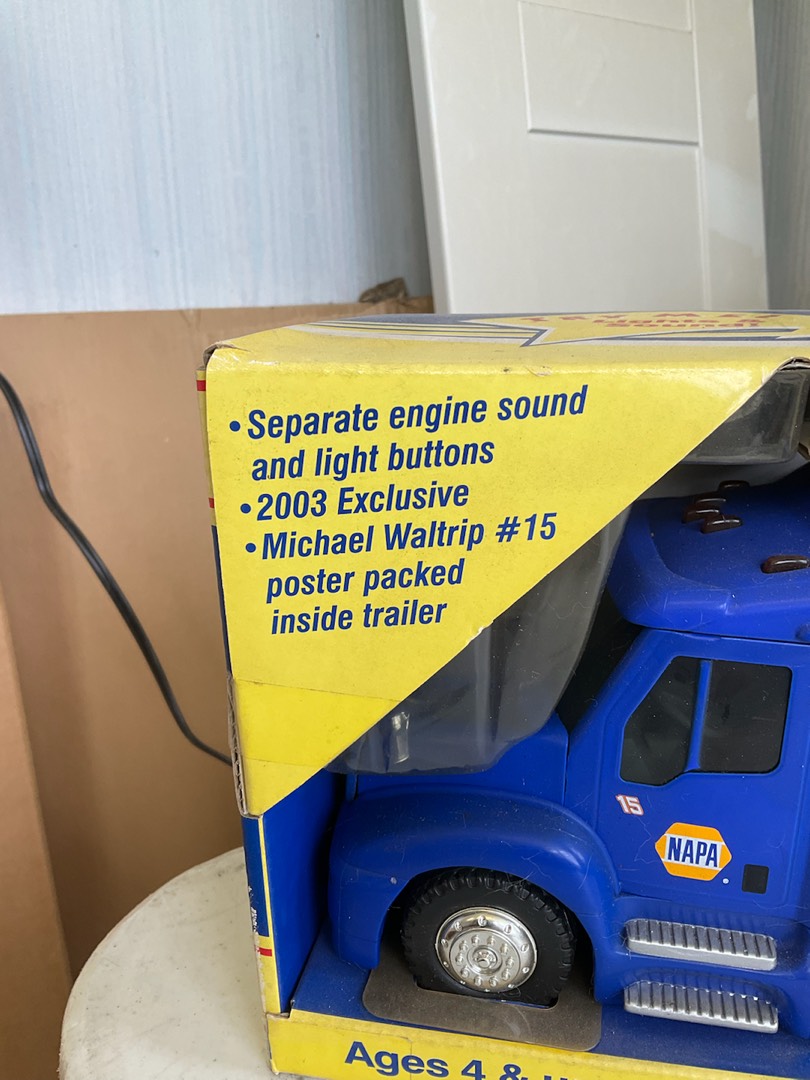 •Separate engine sound
and light buttons
•2003 Exclusive
•Michael Waltrip #15
poster packed
inside trailer
15
NAPA
Ages 4 &